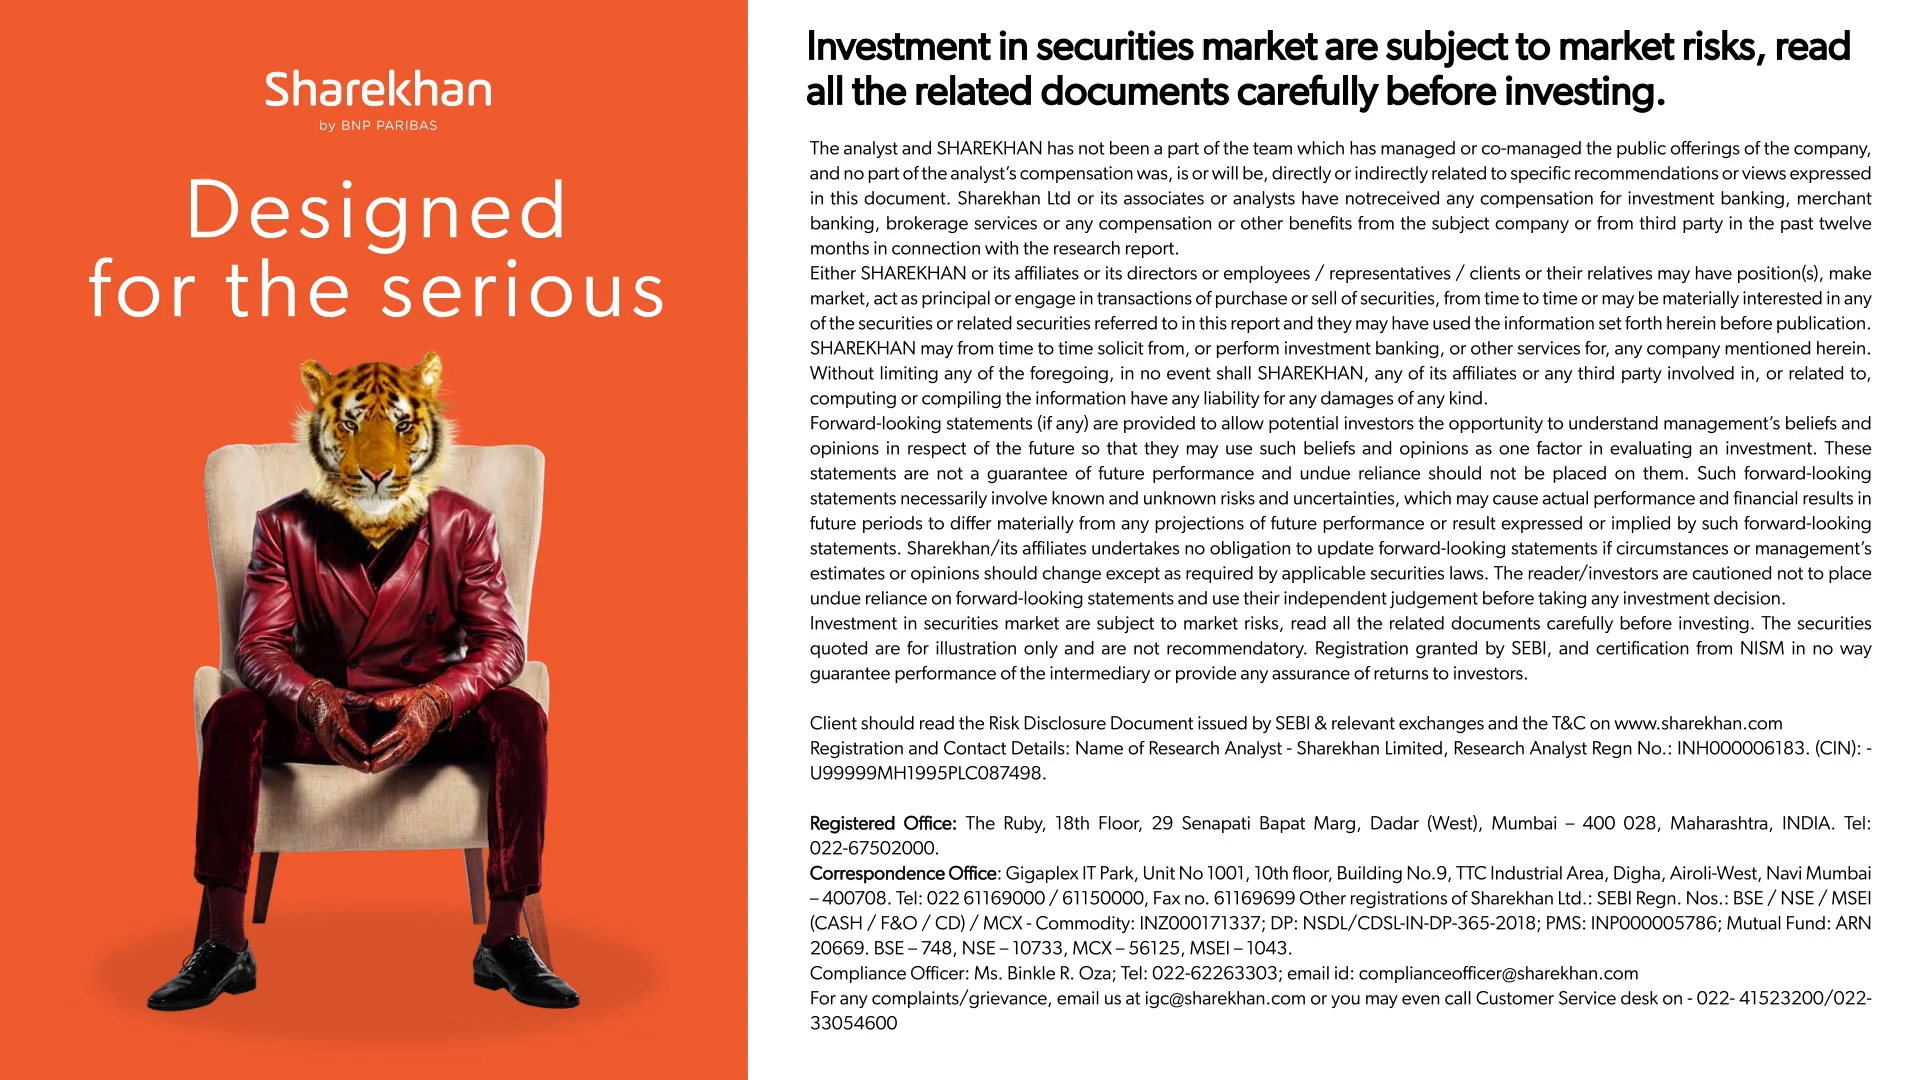 Sharekhan
by BNP PARIBAS
Designed
for the serious
Investment in securities market are subject to market risks, read
all the related documents carefully before investing.
The analyst and SHAREKHAN has not been a part of the team which has managed or co-managed the public offerings of the company,
and no part of the analyst’s compensation was, is or will be, directly or indirectly related to specific recommendations or views expressed
in this document. Sharekhan Ltd or its associates or analysts have notreceived any compensation for investment banking, merchant
banking, brokerage services or any compensation or other benefits from the subject company or from third party in the past twelve
months in connection with the research report.
Either SHAREKHAN or its affiliates or its directors or employees / representatives / clients or their relatives may have position(s), make
market, act as principal or engage in transactions of purchase or sell of securities, from time to time or may be materially interested in any
of the securities or related securities referred to in this report and they may have used the information set forth herein before publication.
SHAREKHAN may from time to time solicit from, or perform investment banking, or other services for, any company mentioned herein.
Without limiting any of the foregoing, in no event shall SHAREKHAN, any of its affiliates or any third party involved in, or related to,
computing or compiling the information have any liability for any damages of any kind.
Forward-looking statements (if any) are provided to allow potential investors the opportunity to understand management’s beliefs and
opinions in respect of the future so that they may use such beliefs and opinions as one factor in evaluating an investment. These
statements are not a guarantee of future performance and undue reliance should not be placed on them. Such forward-looking
statements necessarily involve known and unknown risks and uncertainties, which may cause actual performance and financial results in
future periods to differ materially from any projections of future performance or result expressed or implied by such forward-looking
statements. Sharekhan/its affiliates undertakes no obligation to update forward-looking statements if circumstances or management’s
estimates or opinions should change except as required by applicable securities laws. The reader/investors are cautioned not to place
undue reliance on forward-looking statements and use their independent judgement before taking any investment decision.
Investment in securities market are subject to market risks, read all the related documents carefully before investing. The securities
quoted are for illustration only and are not recommendatory. Registration granted by SEBI, and certification from NISM in no way
guarantee performance of the intermediary or provide any assurance of returns to investors.
Client should read the Risk Disclosure Document issued by SEBI & relevant exchanges and the T&C on www.sharekhan.com
Registration and Contact Details: Name of Research Analyst - Sharekhan Limited, Research Analyst Regn No.: INH000006183. (CIN): -
U99999MH1995PLC087498.
Registered Office: The Ruby, 18th Floor, 29 Senapati Bapat Marg, Dadar (West), Mumbai – 400 028, Maharashtra, INDIA. Tel:
022-67502000.
Correspondence Office: Gigaplex IT Park, Unit No 1001, 10th floor, Building No.9, TTC Industrial Area, Digha, Airoli-West, Navi Mumbai
– 400708. Tel: 022 61169000 / 61150000, Fax no. 61169699 Other registrations of Sharekhan Ltd.: SEBI Regn. Nos.: BSE / NSE / MSEI
(CASH / F&O / CD) / MCX - Commodity: INZ000171337; DP: NSDL/CDSL-IN-DP-365-2018; PMS: INP000005786; Mutual Fund: ARN
20669. BSE – 748, NSE – 10733, MCX – 56125, MSEI – 1043.
Compliance Officer: Ms. Binkle R. Oza; Tel: 022-62263303; email id: complianceofficer@sharekhan.com
For any complaints/grievance, email us at igc@sharekhan.com or you may even call Customer Service desk on - 022- 41523200/022-
33054600